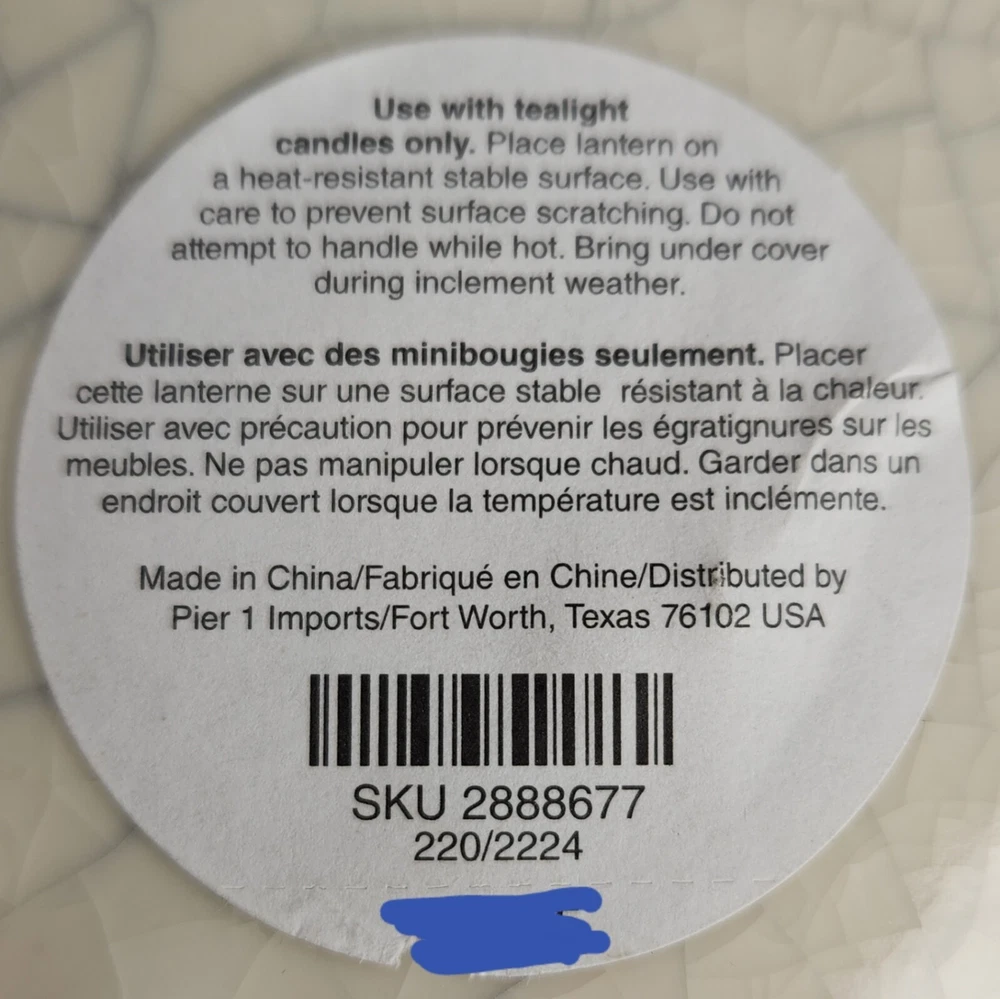 Use with tealight
candles only. Place lantern on
a heat-resistant stable surface. Use with
care to prevent surface scratching. Do not
attempt to handle while hot. Bring under cover
during inclement weather.
Utiliser avec des minibougies seulement. Placer
cette lanterne sur une surface stable résistant à la chaleur.
Utiliser avec précaution pour prévenir les égratignures sur les
meubles. Ne pas manipuler lorsque chaud. Garder dans un
endroit couvert lorsque la température est inclémente.
Made in China/Fabriqué en Chine/Distributed by
Pier 1 Imports/Fort Worth, Texas 76102 USA
SKU 2888677
220/2224